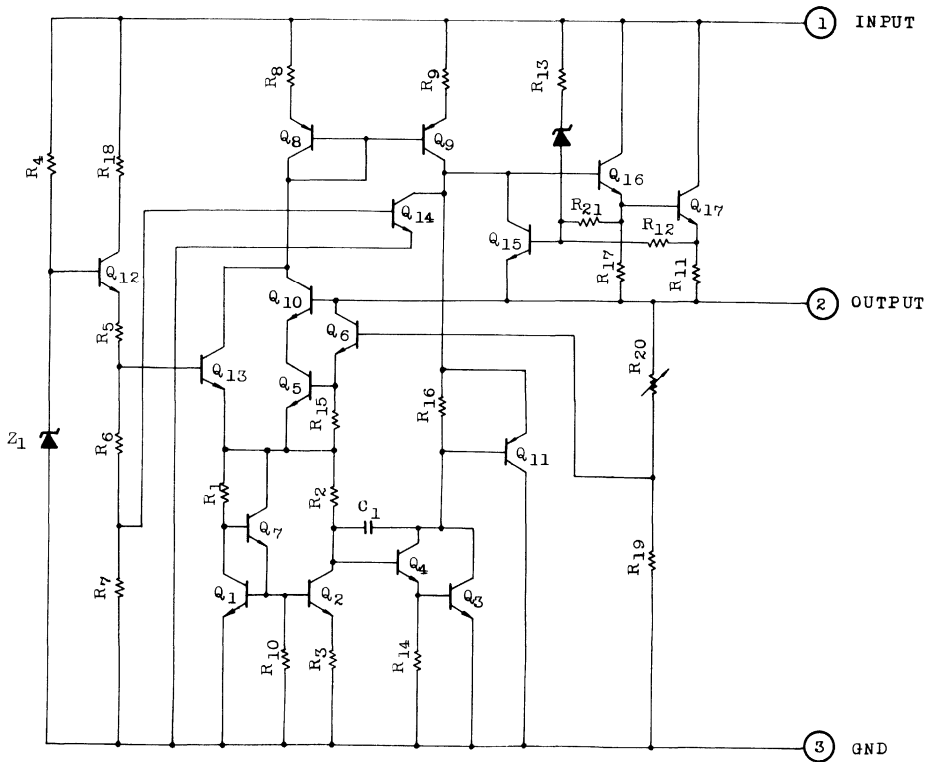 1 INPUT
R8
R9
R13
Q8
Q9
R4
R18
Q16
Q14
Q17
R21
R12
Q15
Q12
R17
R11
Q10
2 OUTPUT
R5
Q6
R20
Q13
Q5
R15
R16
Z1
R6
Q11
R1
R2
C1
Q7
Q4
R19
R7
Q1
Q2
Q3
R10
R3
R14
3 GND